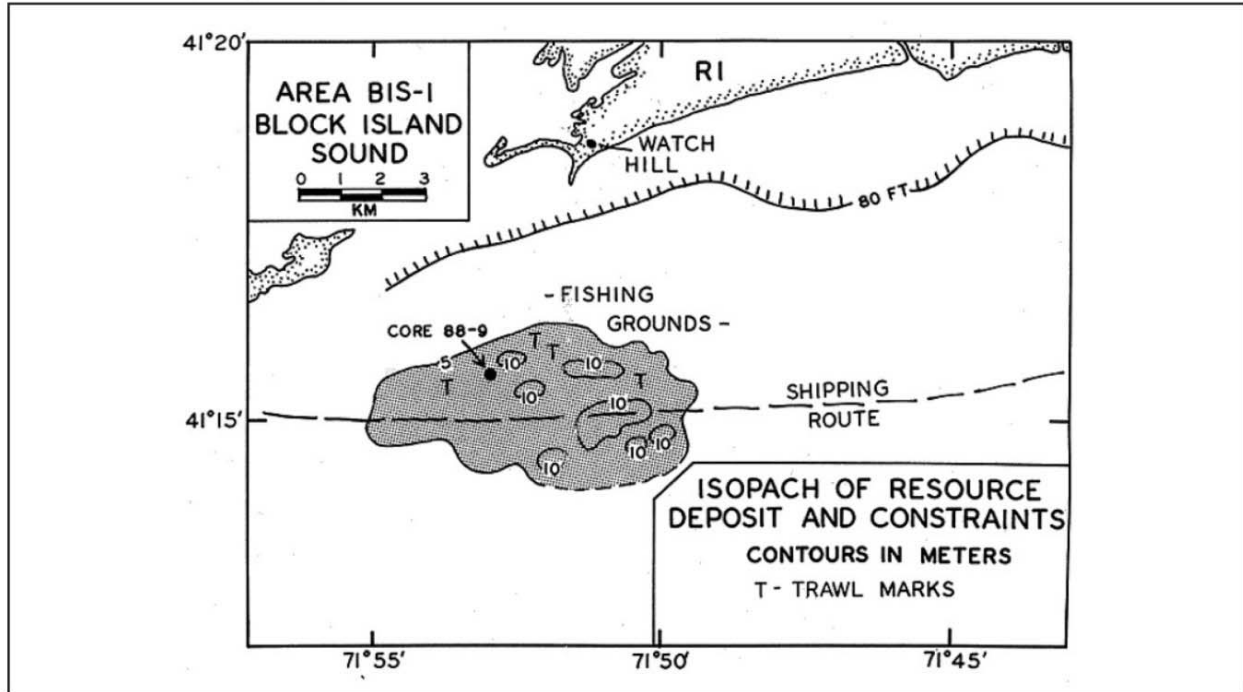 41°20'
AREA BIS-1
BLOCK ISLAND
SOUND
0 1 2 3
KM
RI
WATCH
HILL
80 FT
- FISHING
GROUNDS -
CORE 88-9
5
T
T
T
T
10
10
10
10
10
10
10
SHIPPING
ROUTE
41°15'
ISOPACH OF RESOURCE
DEPOSIT AND CONSTRAINTS
CONTOURS IN METERS
T - TRAWL MARKS
71°55'
71°50'
71°45'